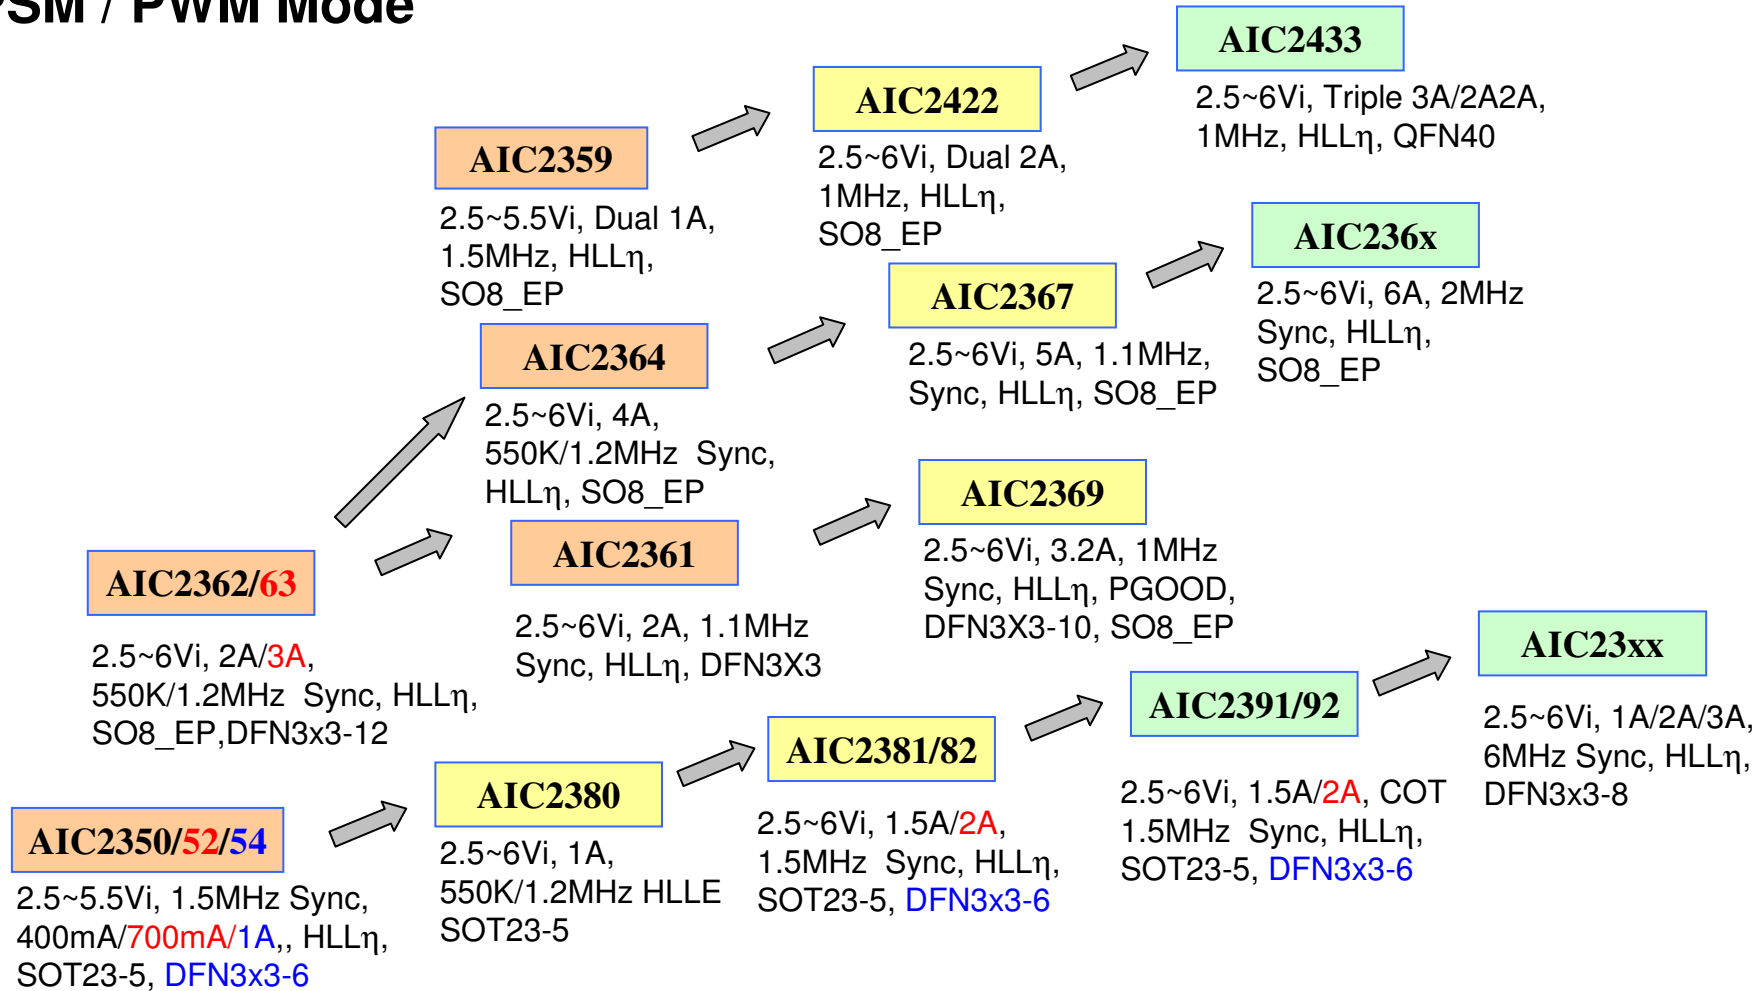 PSM / PWM Mode
AIC2433
2.5~6Vi, Triple 3A/2A2A,
1MHz, HLLη, QFN40
AIC2422
2.5~6Vi, Dual 2A,
1MHz, HLLη,
SO8_EP
AIC2359
2.5~5.5Vi, Dual 1A,
1.5MHz, HLLη,
SO8_EP
AIC236x
2.5~6Vi, 6A, 2MHz
Sync, HLLη,
SO8_EP
AIC2367
2.5~6Vi, 5A, 1.1MHz,
Sync, HLLη, SO8_EP
AIC2364
2.5~6Vi, 4A,
550K/1.2MHz Sync,
HLLη, SO8_EP
AIC2369
2.5~6Vi, 3.2A, 1MHz
Sync, HLLη, PGOOD,
DFN3X3-10, SO8_EP
AIC2361
2.5~6Vi, 2A, 1.1MHz
Sync, HLLη, DFN3X3
AIC2362/63
2.5~6Vi, 2A/3A,
550K/1.2MHz Sync, HLLη,
SO8_EP,DFN3x3-12
AIC23xx
2.5~6Vi, 1A/2A/3A,
6MHz Sync, HLLη,
DFN3x3-8
AIC2391/92
2.5~6Vi, 1.5A/2A, COT
1.5MHz Sync, HLLη,
SOT23-5, DFN3x3-6
AIC2381/82
2.5~6Vi, 1.5A/2A,
1.5MHz Sync, HLLη,
SOT23-5, DFN3x3-6
AIC2380
2.5~6Vi, 1A,
550K/1.2MHz HLLE
SOT23-5
AIC2350/52/54
2.5~5.5Vi, 1.5MHz Sync,
400mA/700mA/1A,, HLLη,
SOT23-5, DFN3x3-6